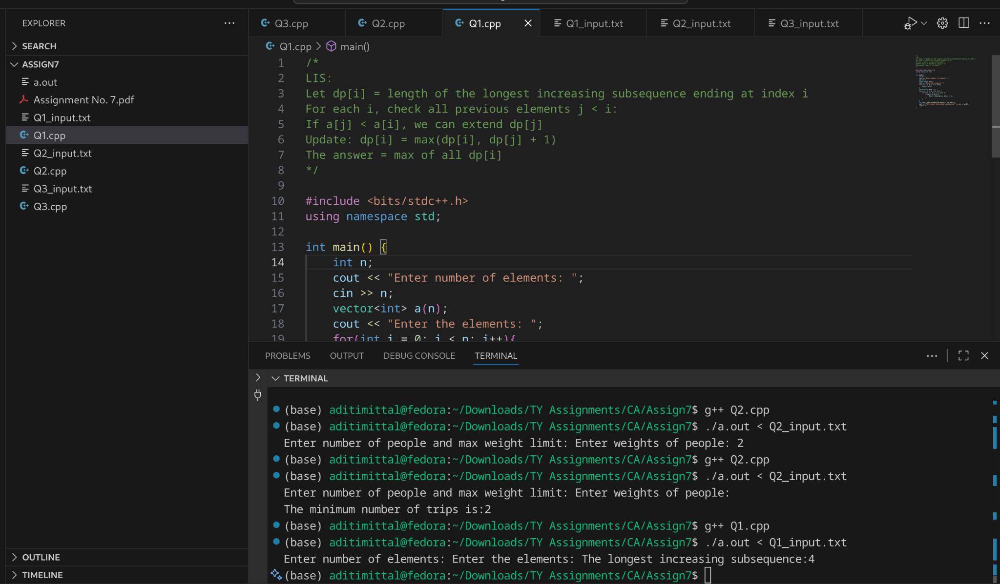 EXPLORER
SEARCH
ASSIGN7
a.out
Assignment No. 7.pdf
Q1_input.txt
Q1.cpp
Q2_input.txt
Q2.cpp
Q3_input.txt
Q3.cpp
OUTLINE
TIMELINE
Q3.cpp Q2.cpp Q1.cpp Q1_input.txt Q2_input.txt Q3_input.txt
Q1.cpp > main()
1 /*
2 LIS:
3 Let dp[i] = length of the longest increasing subsequence ending at index i
4 For each i, check all previous elements j < i:
5 If a[j] < a[i], we can extend dp[j]
6 Update: dp[i] = max(dp[i], dp[j] + 1)
7 The answer = max of all dp[i]
8 */
9
10 #include <bits/stdc++.h>
11 using namespace std;
12
13 int main() {
14 int n;
15 cout << "Enter number of elements: ";
16 cin >> n;
17 vector<int> a(n);
18 cout << "Enter the elements: ";
19 for(int i = 0; i < n; i++){
PROBLEMS OUTPUT DEBUG CONSOLE TERMINAL
TERMINAL
(base) aditimittal@fedora:~/Downloads/TY Assignments/CA/Assign7$ g++ Q2.cpp
(base) aditimittal@fedora:~/Downloads/TY Assignments/CA/Assign7$ ./a.out < Q2_input.txt
Enter number of people and max weight limit: Enter weights of people: 2
(base) aditimittal@fedora:~/Downloads/TY Assignments/CA/Assign7$ g++ Q2.cpp
(base) aditimittal@fedora:~/Downloads/TY Assignments/CA/Assign7$ ./a.out < Q2_input.txt
Enter number of people and max weight limit: Enter weights of people:
The minimum number of trips is:2
(base) aditimittal@fedora:~/Downloads/TY Assignments/CA/Assign7$ g++ Q1.cpp
(base) aditimittal@fedora:~/Downloads/TY Assignments/CA/Assign7$ ./a.out < Q1_input.txt
Enter number of elements: Enter the elements: The longest increasing subsequence:4
(base) aditimittal@fedora:~/Downloads/TY Assignments/CA/Assign7$